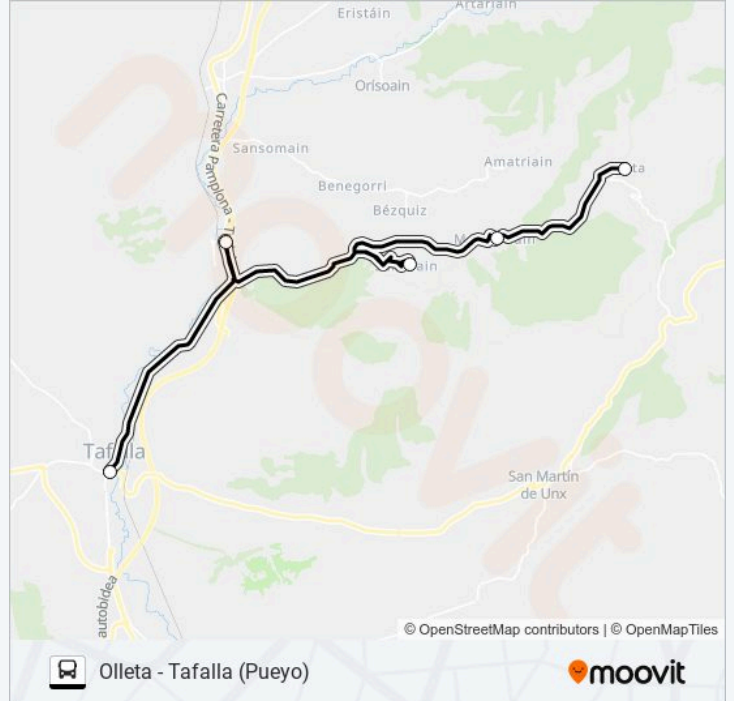 Artariain
Eristáin
Orísoain
Carretera Pamplona - T
Sansomain
Amatriain
Benegorri
Bézquiz
Tafalla
San Martín
de Unx
autobidea
© OpenStreetMap contributors | © OpenMapTiles
Olleta - Tafalla (Pueyo)
moovit